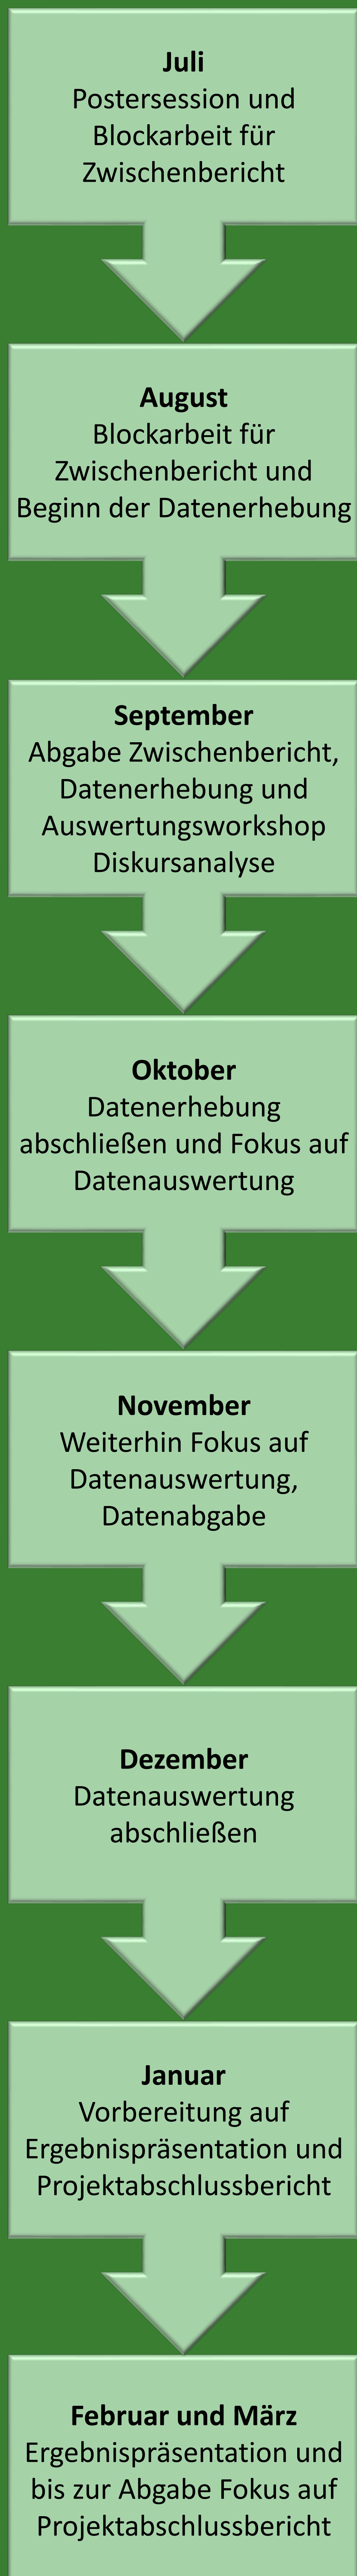 Juli
Postersession und
Blockarbeit für
Zwischenbericht
August
Blockarbeit für
Zwischenbericht und
Beginn der Datenerhebung
September
Abgabe Zwischenbericht,
Datenerhebung und
Auswertungsworkshop
Diskursanalyse
Oktober
Datenerhebung
abschließen und Fokus auf
Datenauswertung
November
Weiterhin Fokus auf
Datenauswertung,
Datenabgabe
Dezember
Datenauswertung
abschließen
Januar
Vorbereitung auf
Ergebnispräsentation und
Projektabschlussbericht
Februar und März
Ergebnispräsentation und
bis zur Abgabe Fokus auf
Projektabschlussbericht